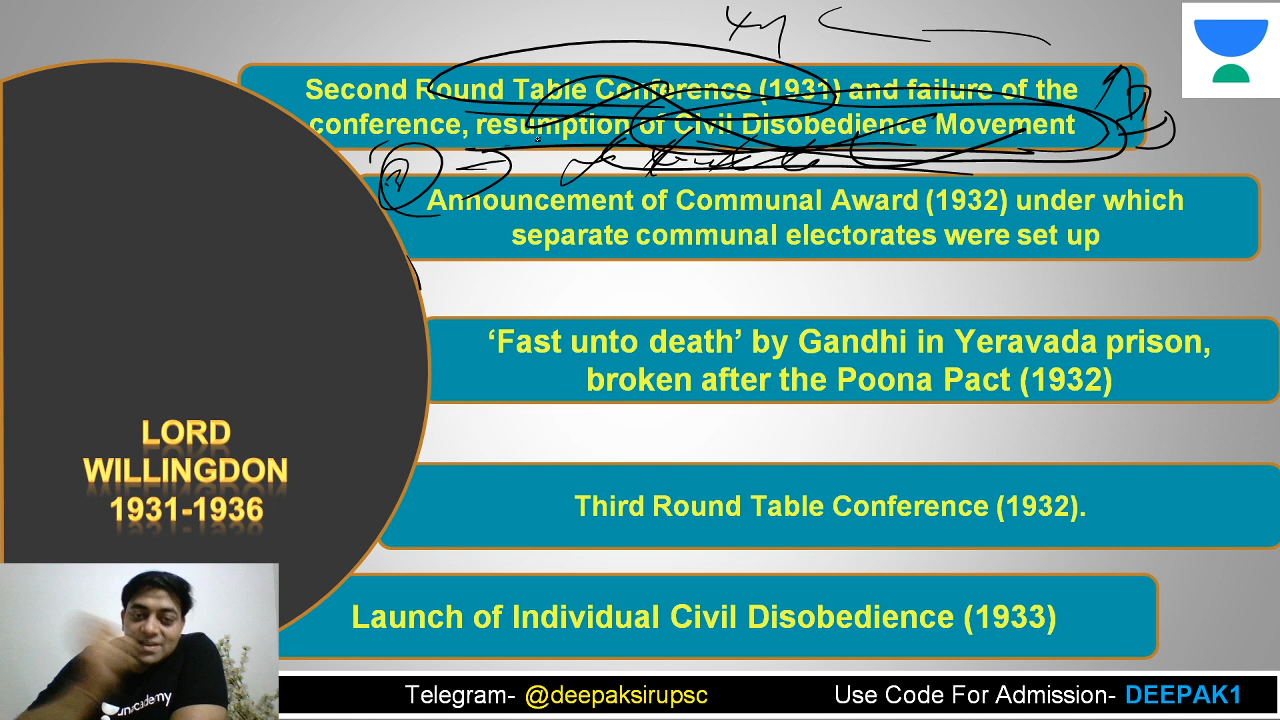 Second Round Table Conference (1931) and failure of the
conference, resumption of Civil Disobedience Movement
Announcement of Communal Award (1932) under which
separate communal electorates were set up
‘Fast unto death’ by Gandhi in Yeravada prison,
broken after the Poona Pact (1932)
LORD
WILLINGDON
1931-1936
Third Round Table Conference (1932).
Launch of Individual Civil Disobedience (1933)
unacademy
Telegram- @deepaksirupsc
Use Code For Admission- DEEPAK1